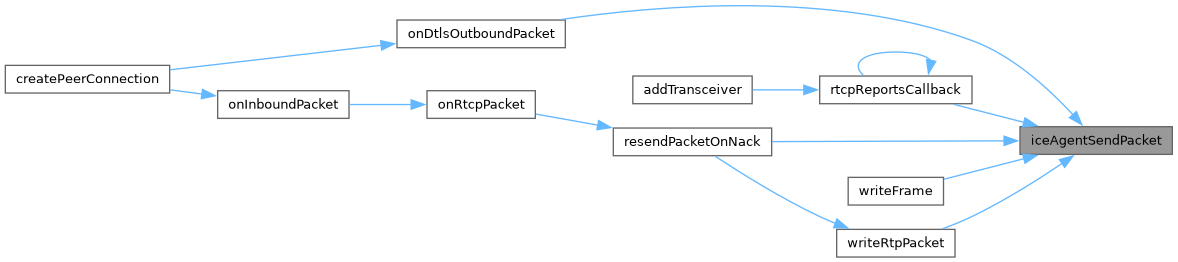 onDtlsOutboundPacket
createPeerConnection
addTransceiver
rtcpReportsCallback
onInboundPacket
onRtcpPacket
resendPacketOnNack
iceAgentSendPacket
writeFrame
writeRtpPacket